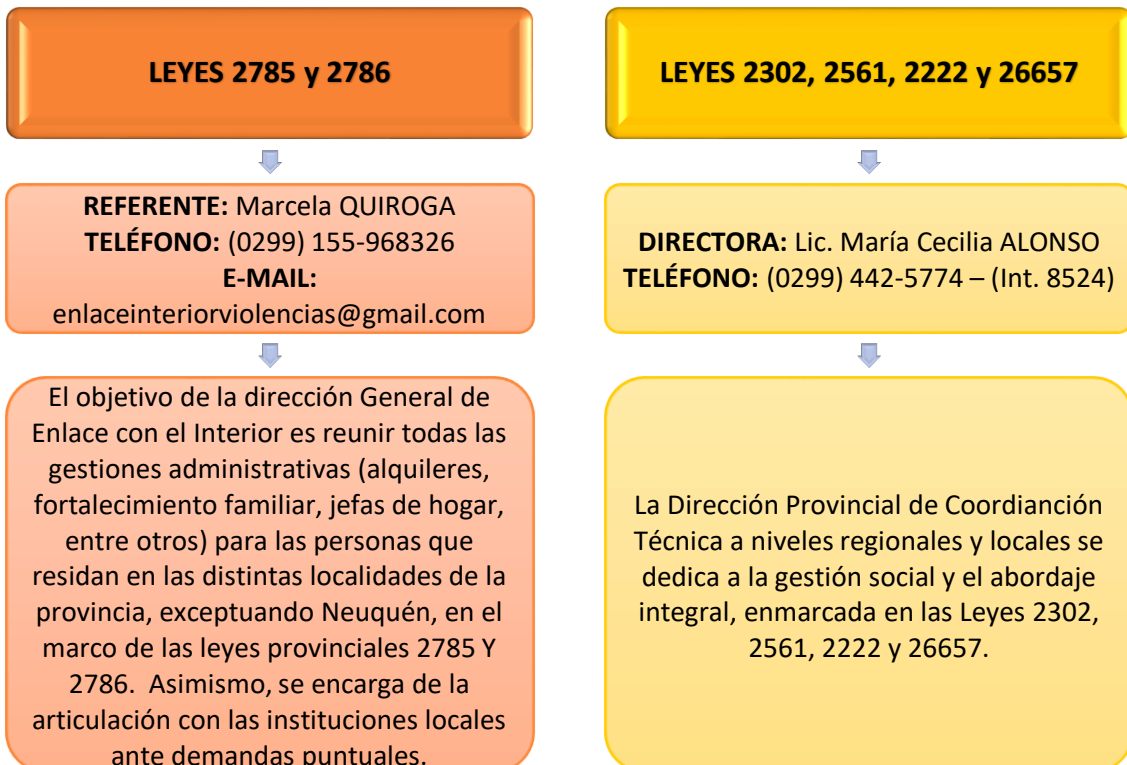 LEYES 2785 y 2786
REFERENTE: Marcela QUIROGA
TELÉFONO: (0299) 155-968326
E-MAIL:
enlaceinteriorviolencias@gmail.com
El objetivo de la dirección General de
Enlace con el Interior es reunir todas las
gestiones administrativas (alquileres,
fortalecimiento familiar, jefas de hogar,
entre otros) para las personas que
residan en las distintas localidades de la
provincia, exceptuando Neuquén, en el
marco de las leyes provinciales 2785 Y
2786.  Asimismo, se encarga de la
articulación con las instituciones locales
ante demandas puntuales.
LEYES 2302, 2561, 2222 y 26657
DIRECTORA: Lic. María Cecilia ALONSO
TELÉFONO: (0299) 442-5774 – (Int. 8524)
La Dirección Provincial de Coordianción
Técnica a niveles regionales y locales se
dedica a la gestión social y el abordaje
integral, enmarcada en las Leyes 2302,
2561, 2222 y 26657.